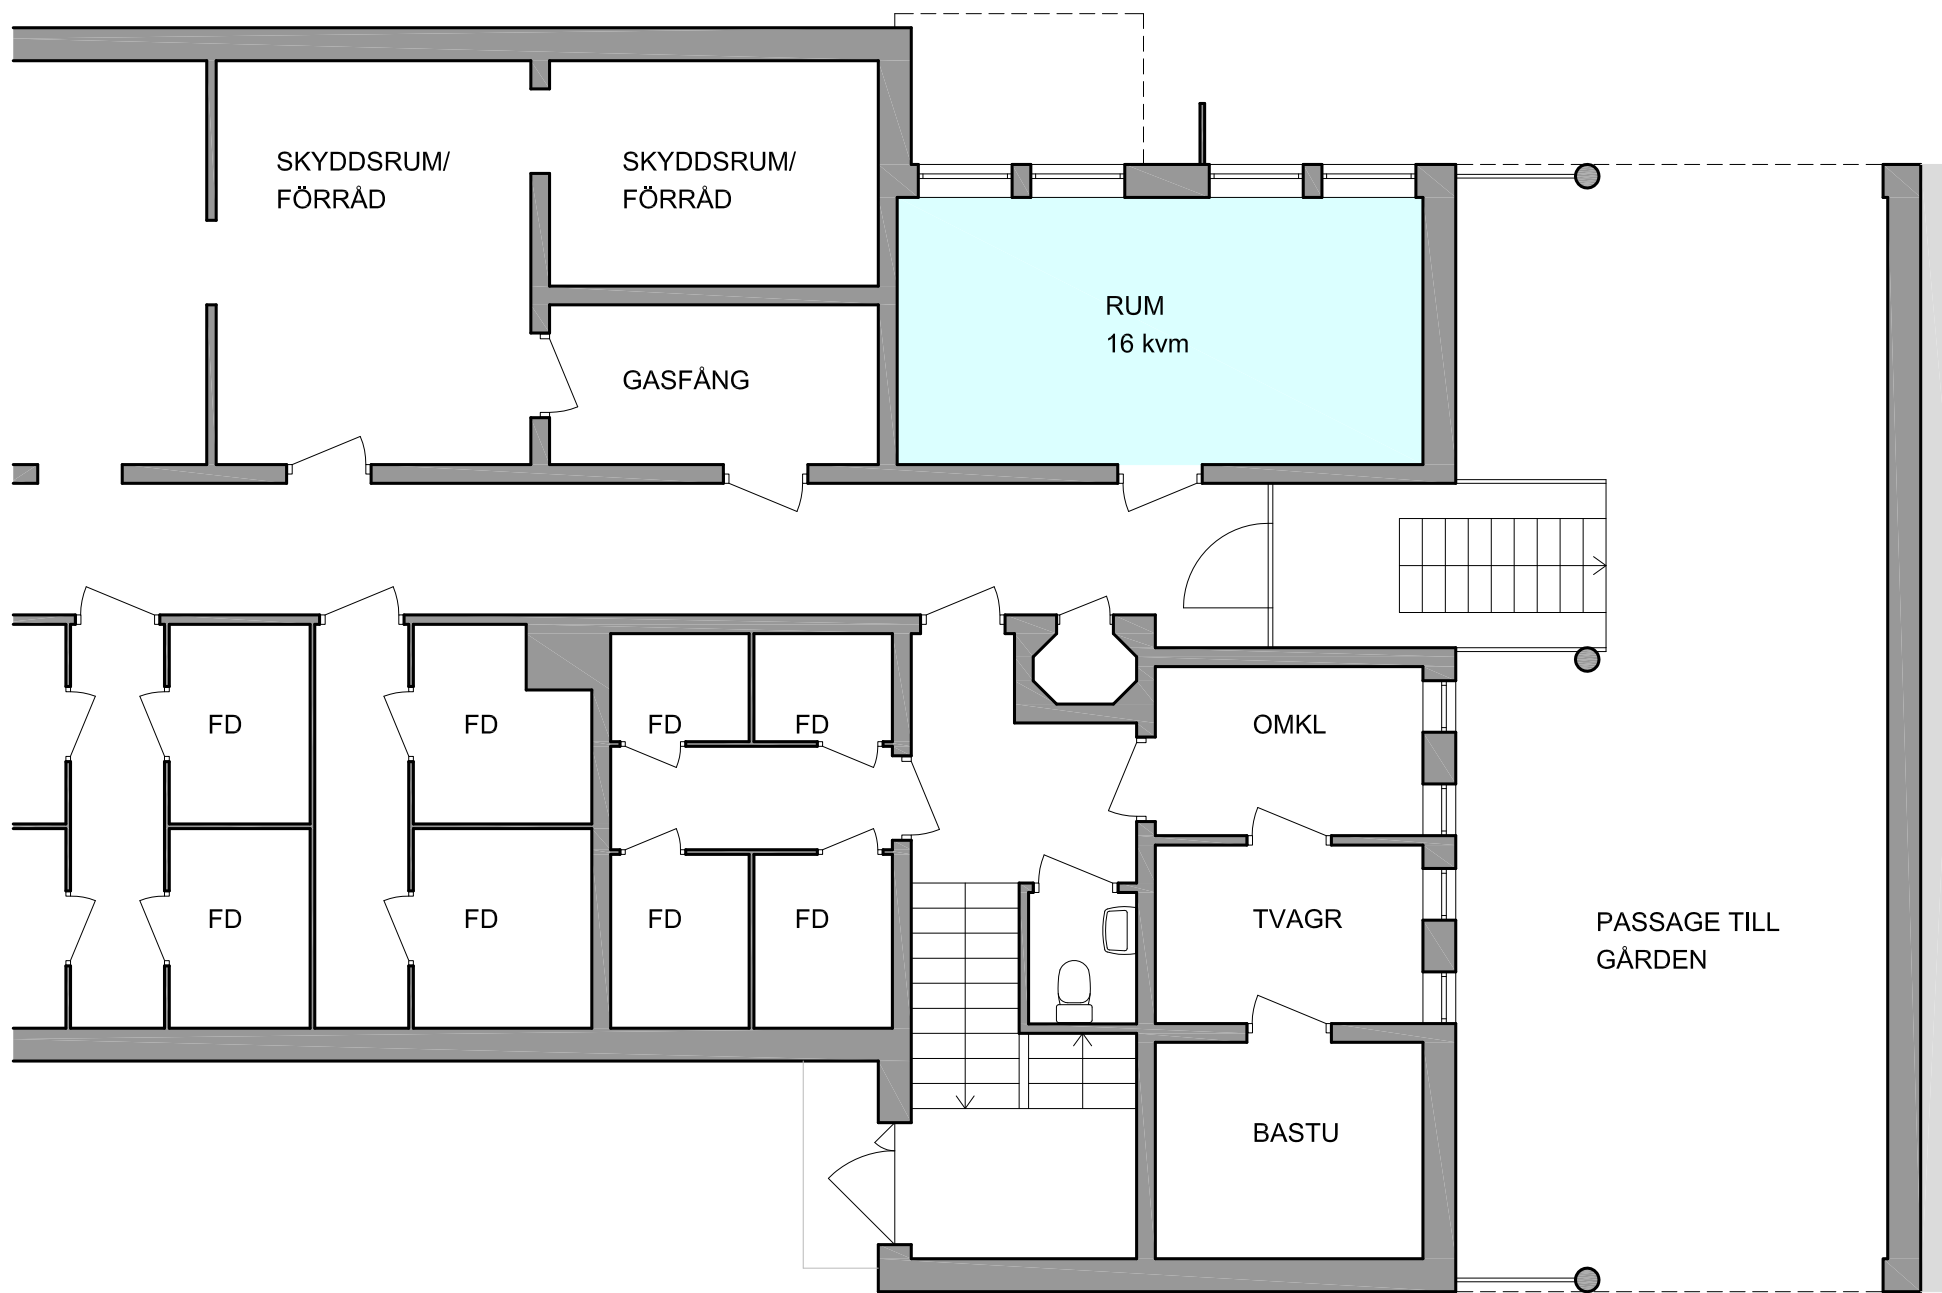 SKYDDSRUM/
FÖRRÅD
SKYDDSRUM/
FÖRRÅD
RUM
16 kvm
GASFÅNG
FD
FD
FD
FD
OMKL
FD
FD
FD
FD
TVAGR
PASSAGE TILL
GÅRDEN
BASTU